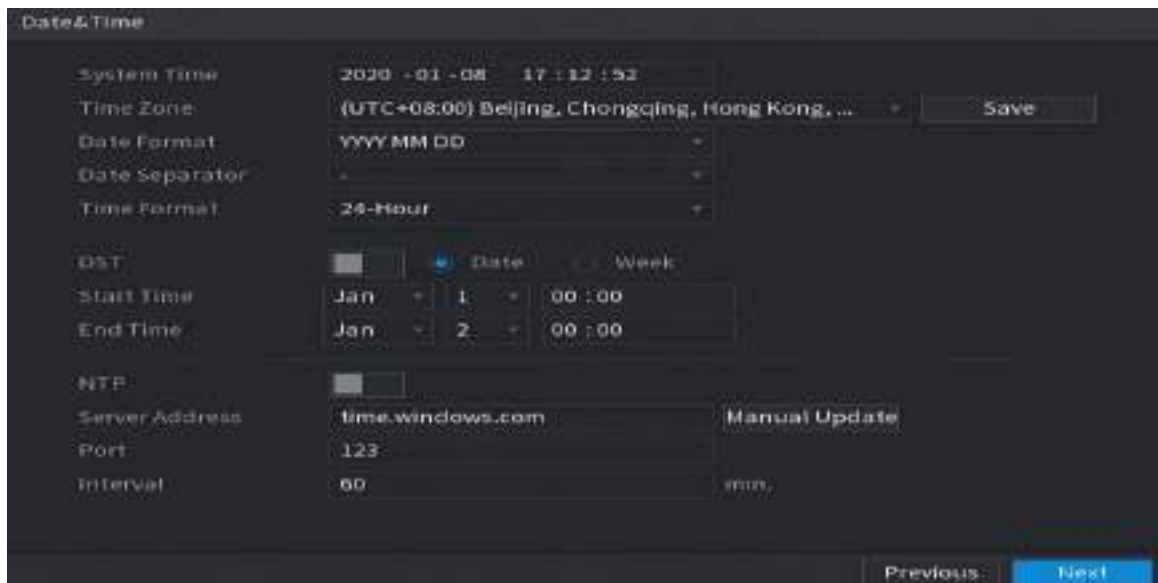 Date&Time
System Time 2020 -01 -08 17 : 12 : 52
Time Zone (UTC+08:00) Beijing, Chongqing, Hong Kong, ... Save
Date Format YYYY MM DD
Date Separator -
Time Format 24-Hour
DST Date Week
Start Time Jan 1 00 : 00
End Time Jan 2 00 : 00
NTP
Server Address time.windows.com Manual Update
Port 123
Interval 60 min.
Previous Next